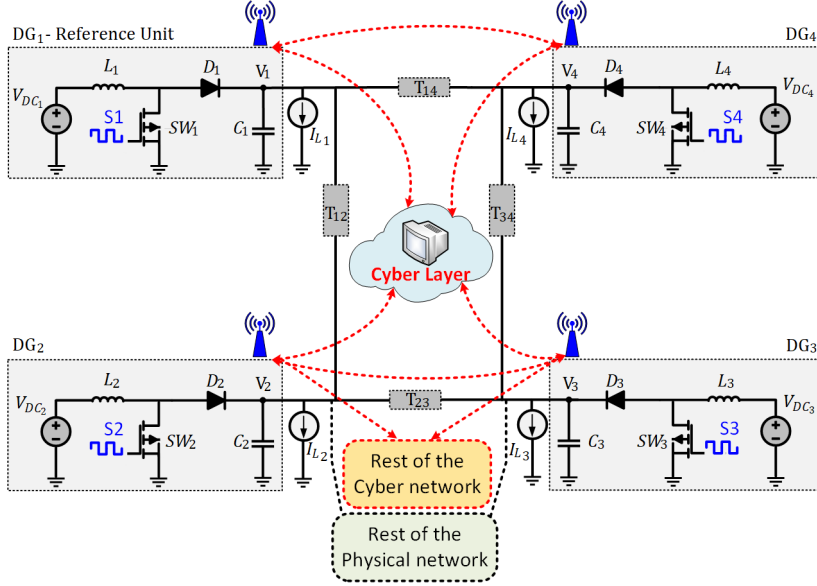 DG1- Reference Unit
DG4
L1
D1
V1
T14
V4
D4
L4
VDC1
S1
SW1
C1
IL1
IL4
C4
SW4
S4
VDC4
T12
T34
Cyber Layer
DG2
DG3
L2
D2
V2
T23
V3
D3
L3
VDC2
S2
SW2
C2
IL2
IL3
C3
SW3
S3
VDC3
Rest of the
Cyber network
Rest of the
Physical network